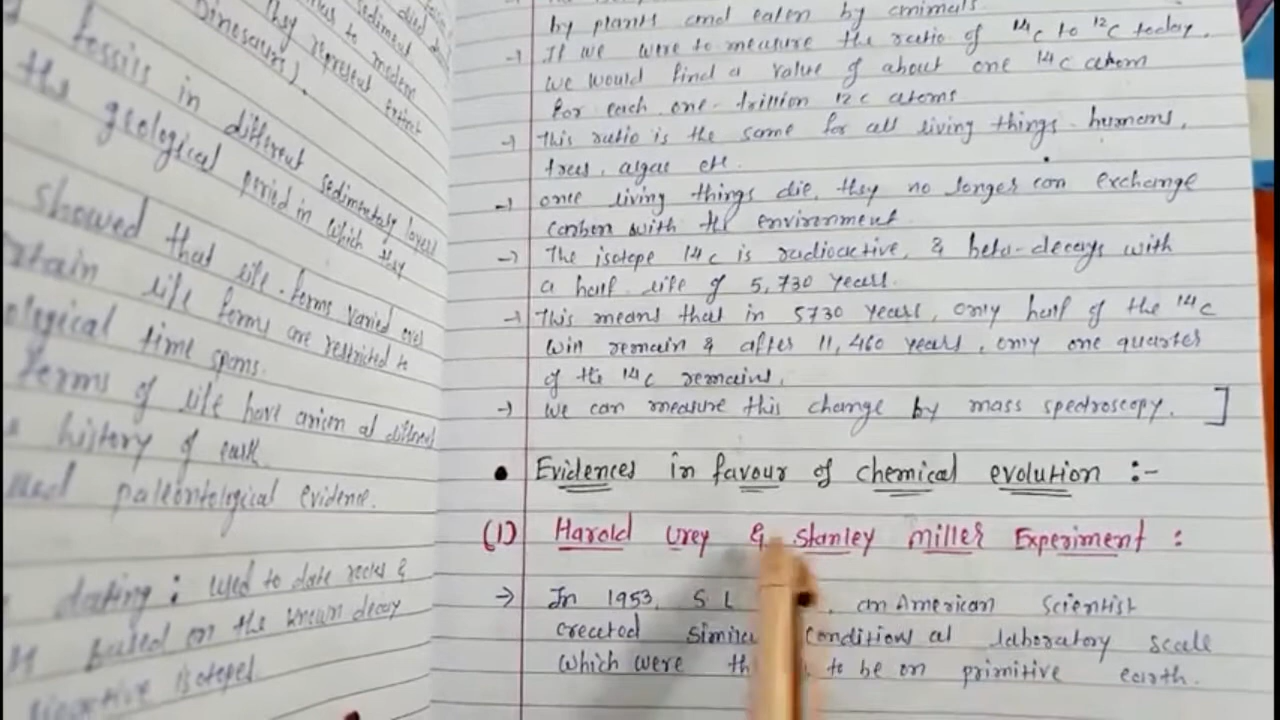 Dinosaurs).
They represent extinct
fossils in different sedimentary layers
the geological period in which they
showed that life-forms varied over
life forms are restricted to
time spans.
forms of life have arisen at different
history of earth.
paleontological evidence.
dating : used to date rocks &
based on the known decay
isotopes.
by plants and eaten by animals.
→ If we were to measure the ratio of ¹⁴C to ¹²C today.
we would find a value of about one ¹⁴C atom
for each one-trillion ¹²C atoms
→ This ratio is the same for all living things - humans,
trees, algas etc.
→ once living things die, they no longer can exchange
carbon with the environment.
→ The isotope ¹⁴C is radioactive, & beta-decays with
a half life of 5,730 years.
→ This means that in 5730 years, only half of the ¹⁴C
will remain & after 11,460 years, only one quarter
of the ¹⁴C remains.
→ we can measure this change by mass spectroscopy. ]
• Evidences in favour of chemical evolution :-
(1) Harold Urey & Stanley miller Experiment :
→ In 1953, S L an American Scientist
created conditions at laboratory scale
which were to be on primitive earth.